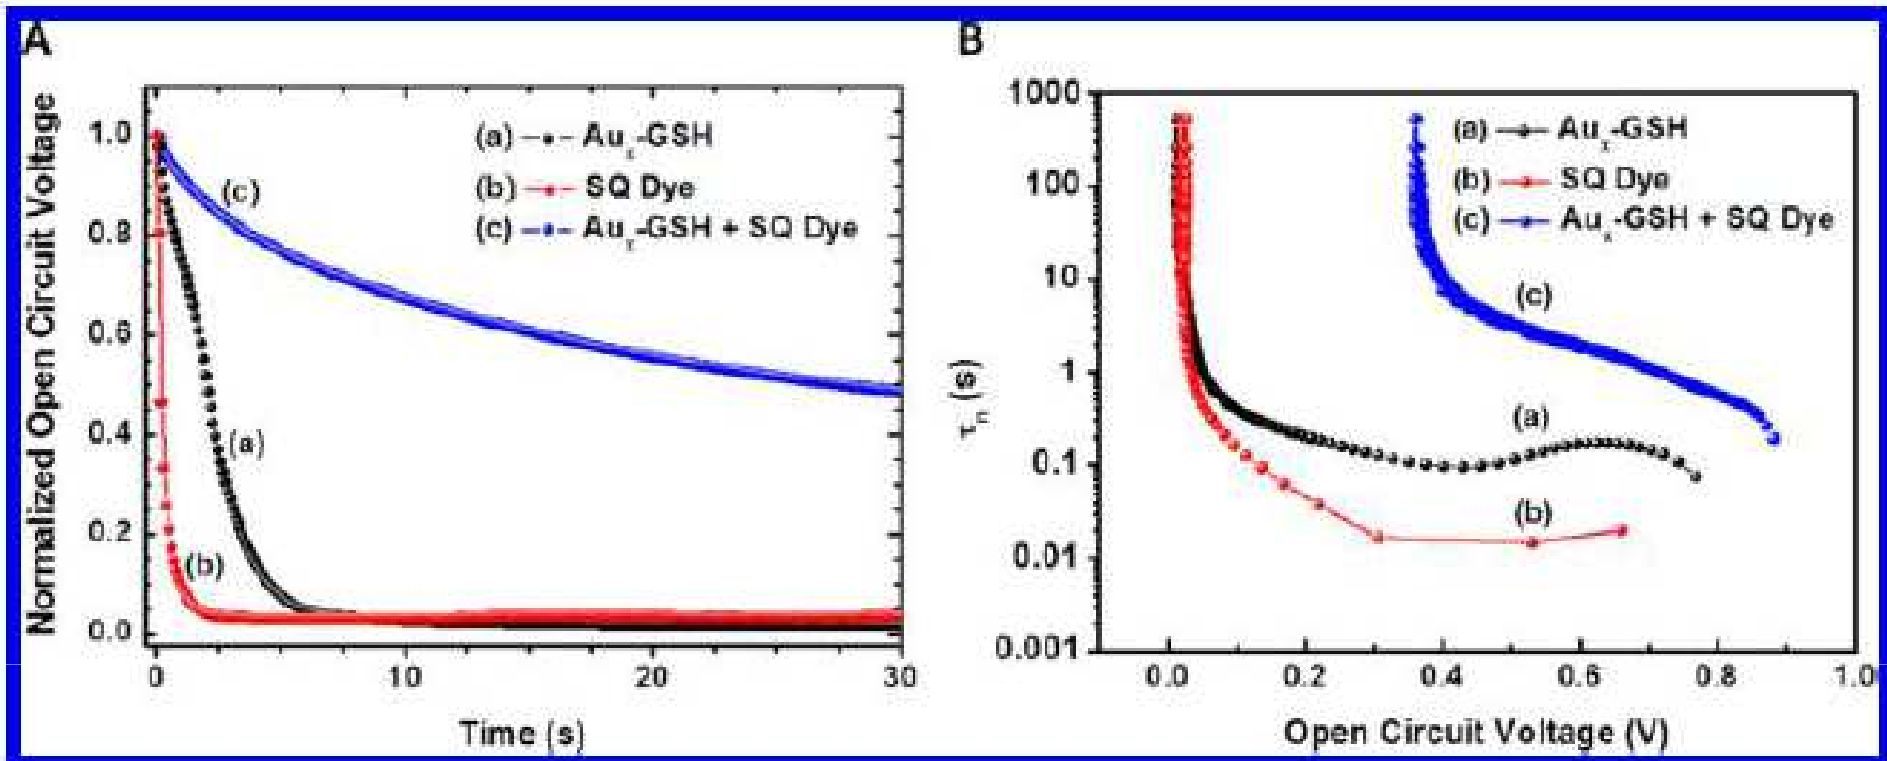 A
Normalized Open Circuit Voltage
1.0
0.8
0.6
0.4
0.2
0.0
(a) Auₓ-GSH
(b) SQ Dye
(c) Auₓ-GSH + SQ Dye
(c)
(a)
(b)
0 10 20 30
Time (s)
B
τn (s)
1000
100
10
1
0.1
0.01
0.001
(a) Auₓ-GSH
(b) SQ Dye
(c) Auₓ-GSH + SQ Dye
(c)
(a)
(b)
0.0 0.2 0.4 0.6 0.8 1.0
Open Circuit Voltage (V)